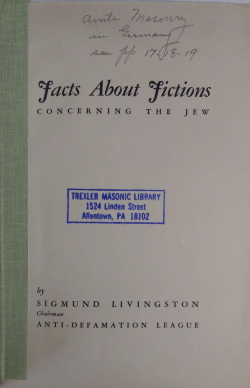 Anti Masonry
in Germany
see pp 17-18-19
Facts About Fictions
CONCERNING THE JEW
TREXLER MASONIC LIBRARY
1524 Linden Street
Allentown, PA 18102
by
SIGMUND LIVINGSTON
Chairman
ANTI-DEFAMATION LEAGUE